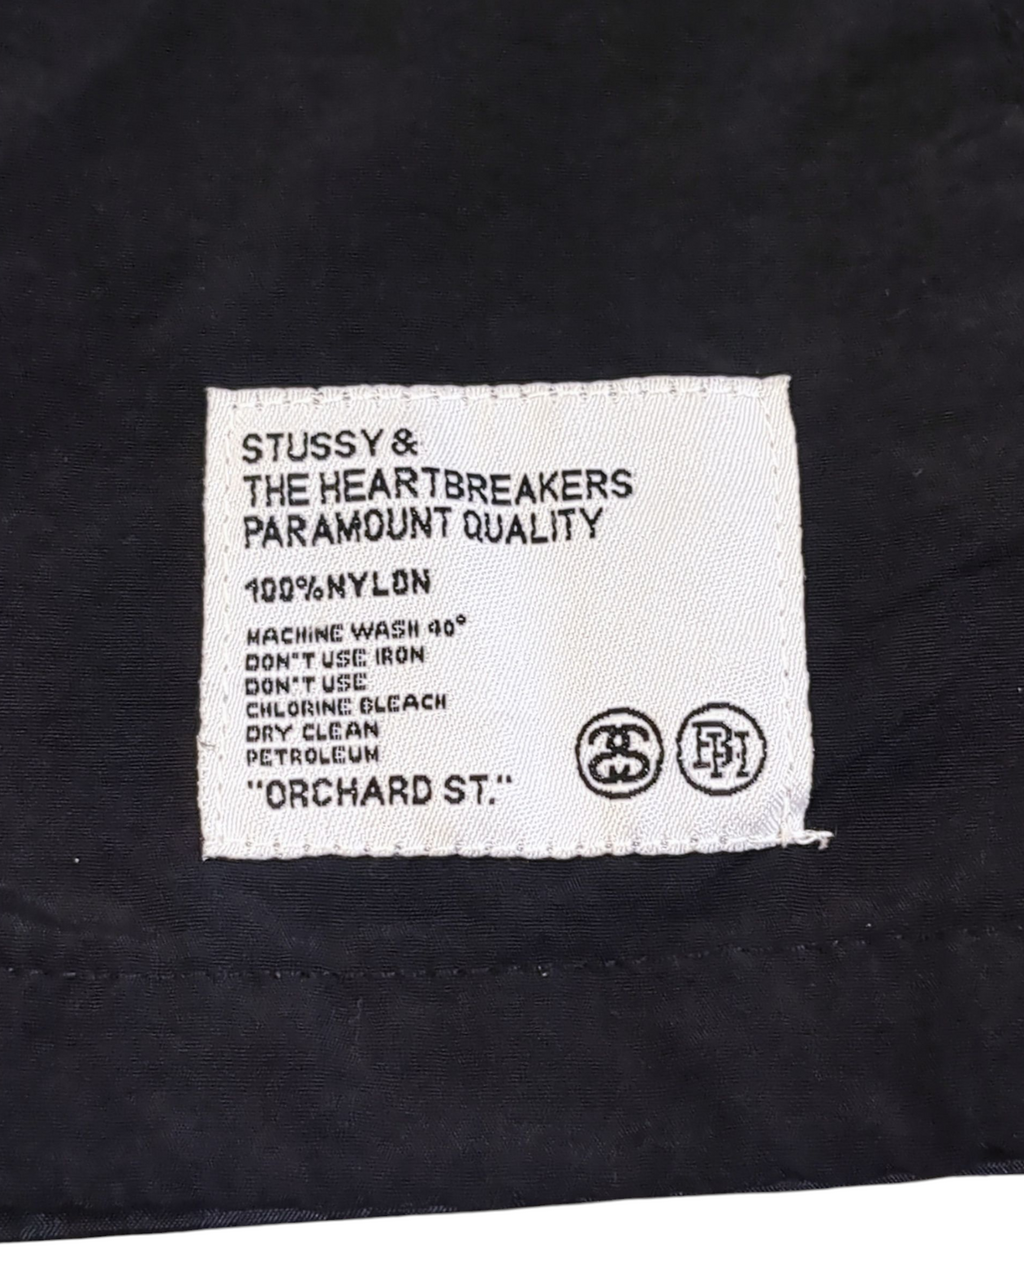 STUSSY &
THE HEARTBREAKERS
PARAMOUNT QUALITY
100% NYLON
MACHINE WASH 40°
DON"T USE IRON
DON"T USE
CHLORINE BLEACH
DRY CLEAN
PETROLEUM
"ORCHARD ST."